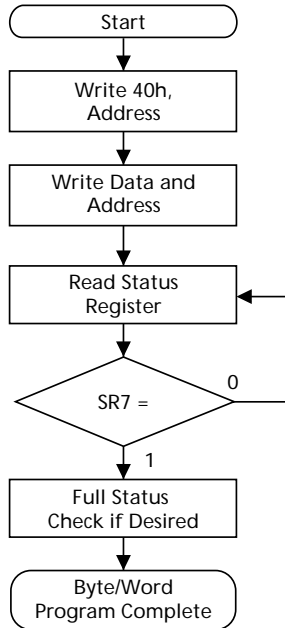 Start
Write 40h,
Address
Write Data and
Address
Read Status
Register
SR7 =
0
1
Full Status
Check if Desired
Byte/Word
Program Complete